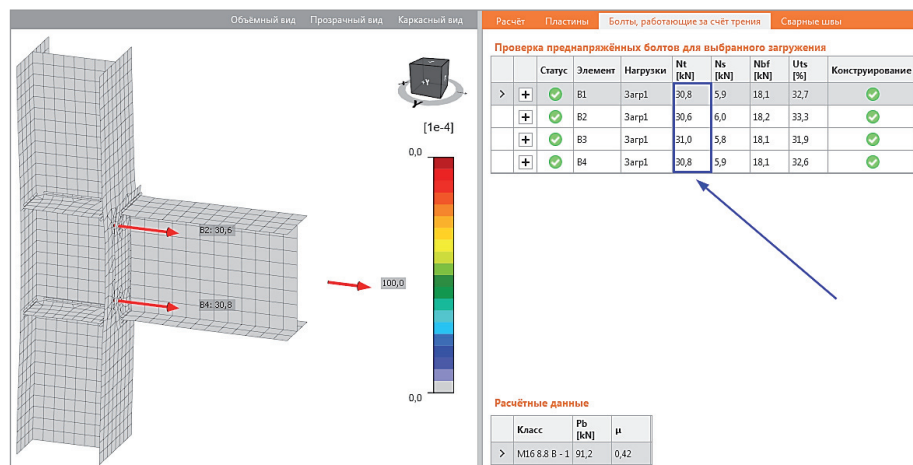 Объёмный вид Прозрачный вид Каркасный вид
[1e-4]
0,0
B2: 30,6
100,0
B4: 30,8
0,0
Расчёт Пластины Болты, работающие за счёт трения Сварные швы
Проверка преднапряжённых болтов для выбранного загружения
Статус Элемент Нагрузки Nt [kN] Ns [kN] Nbf [kN] Uts [%] Конструирование
> + B1 Загр1 30,8 5,9 18,1 32,7
+ B2 Загр1 30,6 6,0 18,2 33,3
+ B3 Загр1 31,0 5,8 18,1 31,9
+ B4 Загр1 30,8 5,9 18,1 32,6
Расчётные данные
Класс Pb [kN] μ
> M16 8.8 B - 1 91,2 0,42